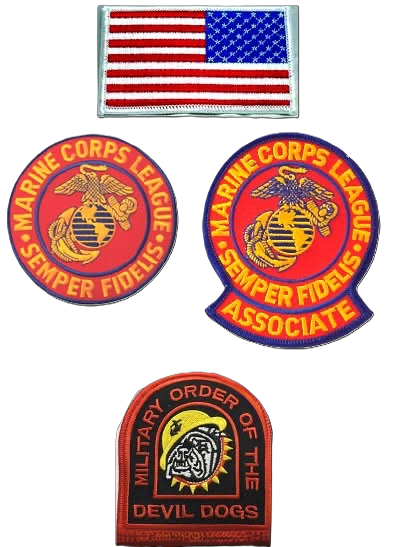 MARINE CORPS LEAGUE
• SEMPER FIDELIS •
MARINE CORPS LEAGUE
• SEMPER FIDELIS •
ASSOCIATE
MILITARY ORDER OF THE
DEVIL DOGS